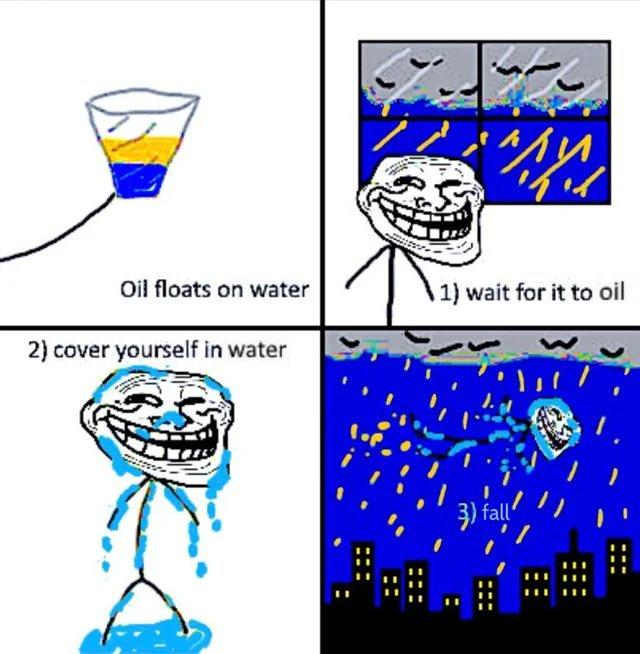 Oil floats on water
1) wait for it to oil
2) cover yourself in water
3) fall